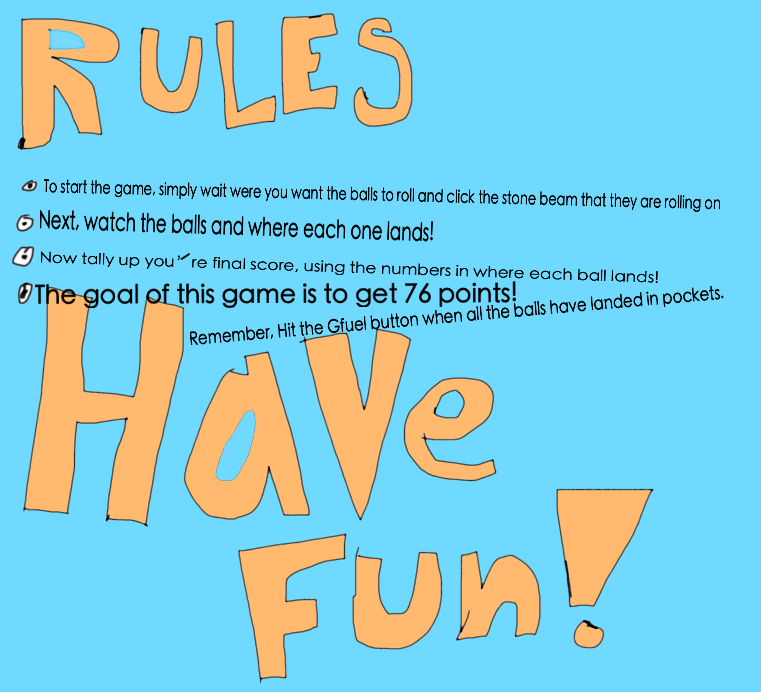 RULES
To start the game, simply wait were you want the balls to roll and click the stone beam that they are rolling on
Next, watch the balls and where each one lands!
Now tally up you're final score, using the numbers in where each ball lands!
The goal of this game is to get 76 points!
Remember, Hit the Gfuel button when all the balls have landed in pockets.
HaVe
Fun!